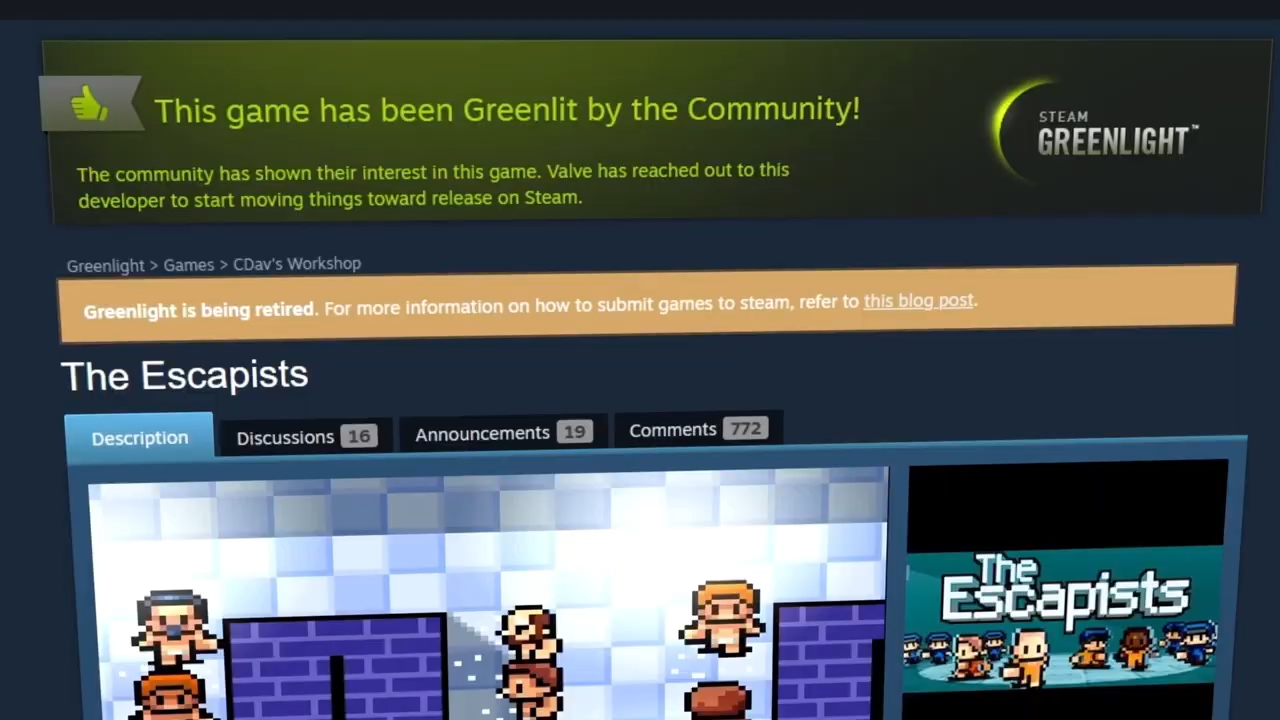 This game has been Greenlit by the Community!
STEAM
GREENLIGHT™
The community has shown their interest in this game. Valve has reached out to this
developer to start moving things toward release on Steam.
Greenlight > Games > CDav's Workshop
Greenlight is being retired. For more information on how to submit games to steam, refer to this blog post.
The Escapists
Description
Discussions 16
Announcements 19
Comments 772
The
Escapists